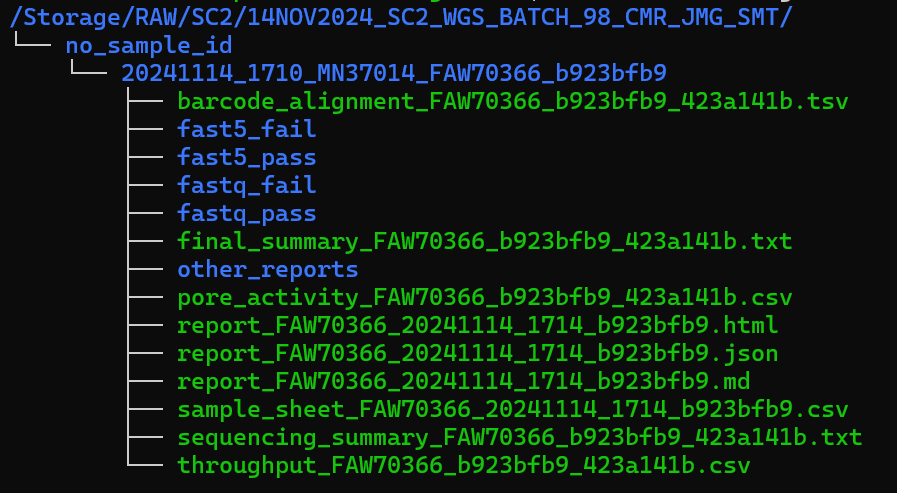 /Storage/RAW/SC2/14NOV2024_SC2_WGS_BATCH_98_CMR_JMG_SMT/
└── no_sample_id
└── 20241114_1710_MN37014_FAW70366_b923bfb9
├── barcode_alignment_FAW70366_b923bfb9_423a141b.tsv
├── fast5_fail
├── fast5_pass
├── fastq_fail
├── fastq_pass
├── final_summary_FAW70366_b923bfb9_423a141b.txt
├── other_reports
├── pore_activity_FAW70366_b923bfb9_423a141b.csv
├── report_FAW70366_20241114_1714_b923bfb9.html
├── report_FAW70366_20241114_1714_b923bfb9.json
├── report_FAW70366_20241114_1714_b923bfb9.md
├── sample_sheet_FAW70366_20241114_1714_b923bfb9.csv
├── sequencing_summary_FAW70366_b923bfb9_423a141b.txt
└── throughput_FAW70366_b923bfb9_423a141b.csv